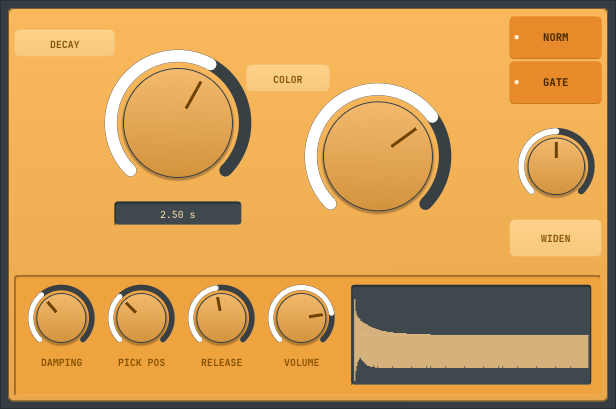 DECAY
NORM
COLOR
GATE
2.50 s
WIDEN
DAMPING
PICK POS
RELEASE
VOLUME